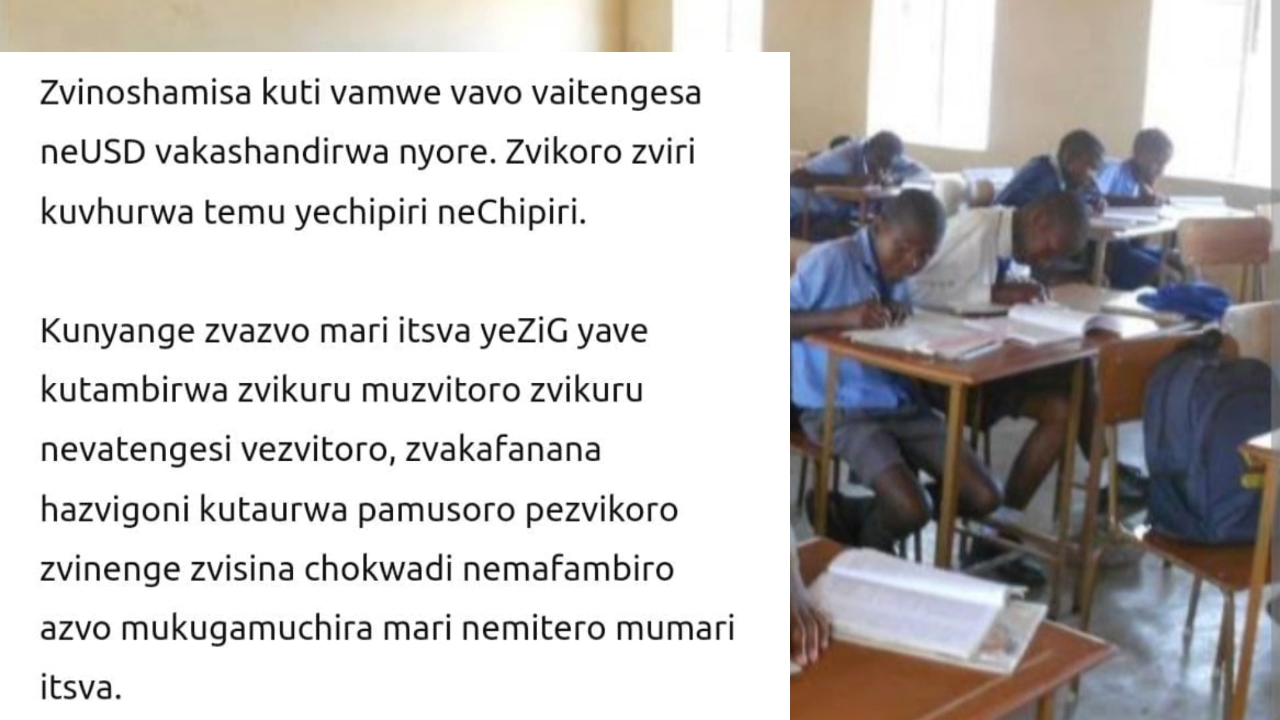 Zvinoshamisa kuti vamwe vavo vaitengesa
neUSD vakashandirwa nyore. Zvikoro zviri
kuvhurwa temu yechipiri neChipiri.
Kunyange zvazvo mari itsva yeZiG yave
kutambirwa zvikuru muzvitoro zvikuru
nevatengesi vezvitoro, zvakafanana
hazvigoni kutaurwa pamusoro pezvikoro
zvinenge zvisina chokwadi nemafambiro
azvo mukugamuchira mari nemitero mumari
itsva.